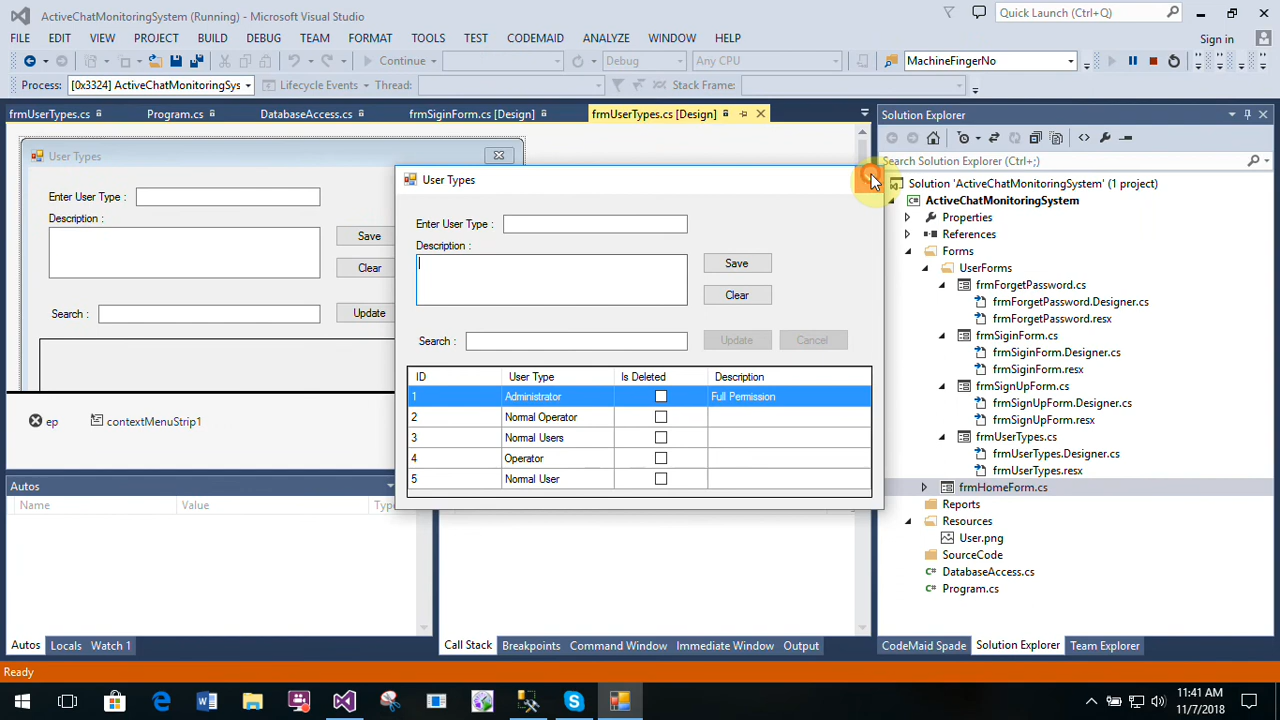 ActiveChatMonitoringSystem (Running) - Microsoft Visual Studio
Quick Launch (Ctrl+Q)
FILE EDIT VIEW PROJECT BUILD DEBUG TEAM FORMAT TOOLS TEST CODEMAID ANALYZE WINDOW HELP
Sign in
Continue Debug Any CPU MachineFingerNo
Process: [0x3324] ActiveChatMonitoringSys Lifecycle Events Thread: Stack Frame:
frmUserTypes.cs Program.cs DatabaseAccess.cs frmSiginForm.cs [Design] frmUserTypes.cs [Design]
User Types
Enter User Type :
Description :
Save
Clear
Search :
Update
ep contextMenuStrip1
User Types
Enter User Type :
Description :
Save
Clear
Search :
Update Cancel
ID User Type Is Deleted Description
1 Administrator Full Permission
2 Normal Operator
3 Normal Users
4 Operator
5 Normal User
Autos
Name Value Typ
Autos Locals Watch 1
Call Stack Breakpoints Command Window Immediate Window Output
Solution Explorer
Search Solution Explorer (Ctrl+;)
Solution 'ActiveChatMonitoringSystem' (1 project)
ActiveChatMonitoringSystem
Properties
References
Forms
UserForms
frmForgetPassword.cs
frmForgetPassword.Designer.cs
frmForgetPassword.resx
frmSiginForm.cs
frmSiginForm.Designer.cs
frmSiginForm.resx
frmSignUpForm.cs
frmSignUpForm.Designer.cs
frmSignUpForm.resx
frmUserTypes.cs
frmUserTypes.Designer.cs
frmUserTypes.resx
frmHomeForm.cs
Reports
Resources
User.png
SourceCode
DatabaseAccess.cs
Program.cs
CodeMaid Spade Solution Explorer Team Explorer
Ready
11:41 AM
11/7/2018